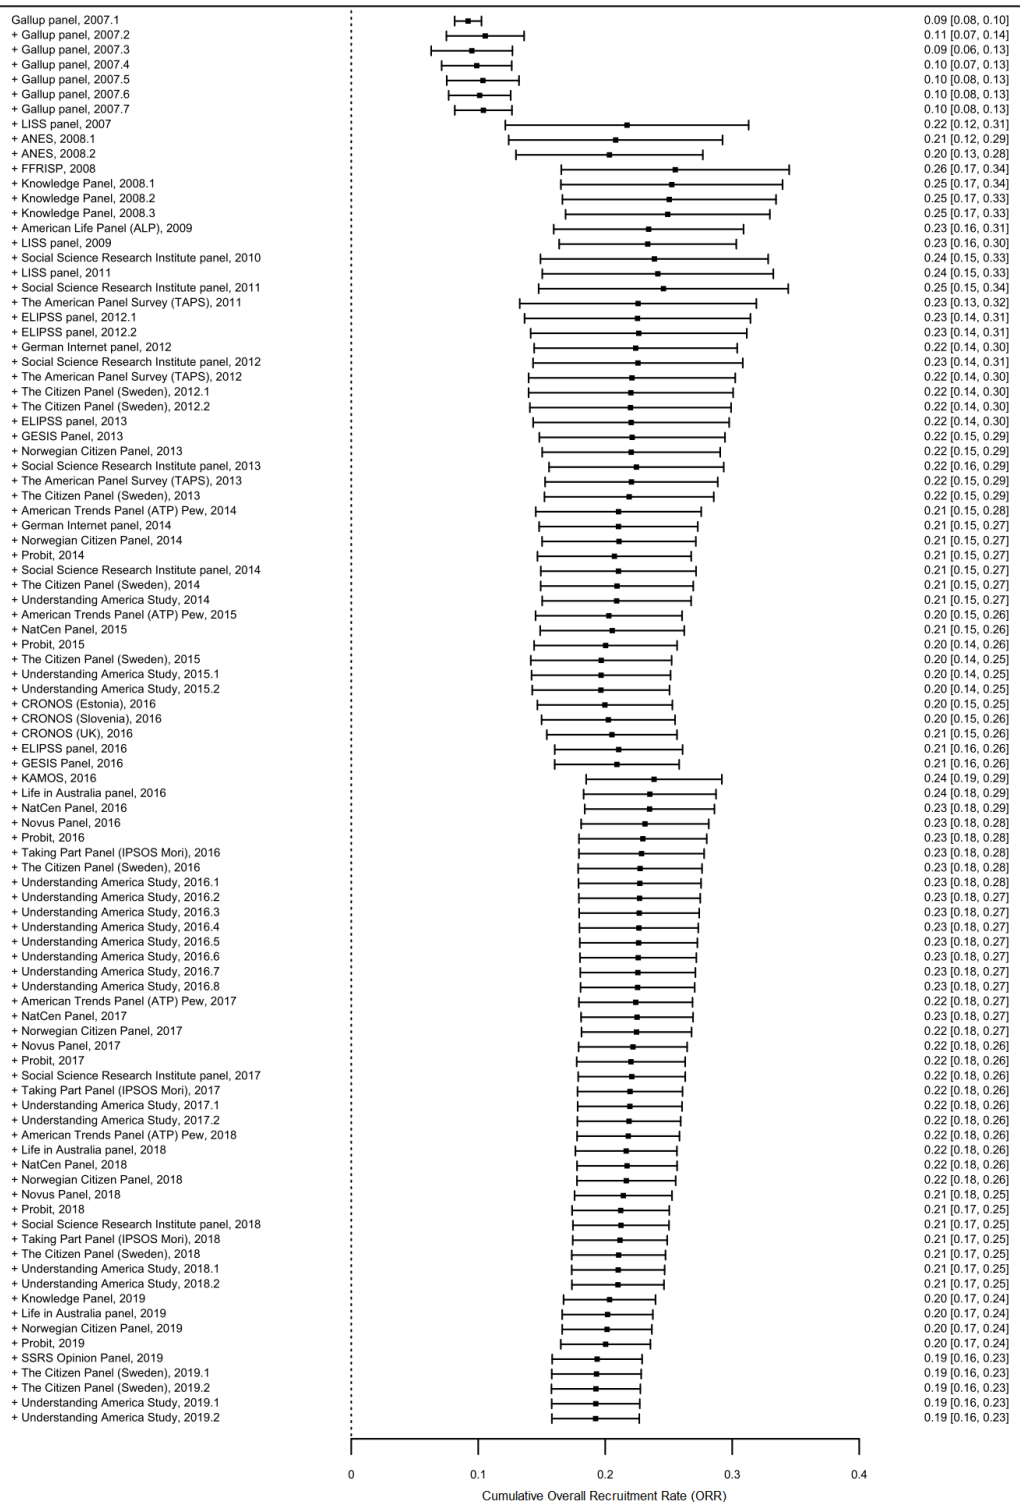 Gallup panel, 2007.1 0.09 [0.08, 0.10]
+ Gallup panel, 2007.2 0.11 [0.07, 0.14]
+ Gallup panel, 2007.3 0.09 [0.06, 0.13]
+ Gallup panel, 2007.4 0.10 [0.07, 0.13]
+ Gallup panel, 2007.5 0.10 [0.08, 0.13]
+ Gallup panel, 2007.6 0.10 [0.08, 0.13]
+ Gallup panel, 2007.7 0.10 [0.08, 0.13]
+ LISS panel, 2007 0.22 [0.12, 0.31]
+ ANES, 2008.1 0.21 [0.12, 0.29]
+ ANES, 2008.2 0.20 [0.13, 0.28]
+ FFRISP, 2008 0.26 [0.17, 0.34]
+ Knowledge Panel, 2008.1 0.25 [0.17, 0.34]
+ Knowledge Panel, 2008.2 0.25 [0.17, 0.33]
+ Knowledge Panel, 2008.3 0.25 [0.17, 0.33]
+ American Life Panel (ALP), 2009 0.23 [0.16, 0.31]
+ LISS panel, 2009 0.23 [0.16, 0.30]
+ Social Science Research Institute panel, 2010 0.24 [0.15, 0.33]
+ LISS panel, 2011 0.24 [0.15, 0.33]
+ Social Science Research Institute panel, 2011 0.25 [0.15, 0.34]
+ The American Panel Survey (TAPS), 2011 0.23 [0.13, 0.32]
+ ELIPSS panel, 2012.1 0.23 [0.14, 0.31]
+ ELIPSS panel, 2012.2 0.23 [0.14, 0.31]
+ German Internet panel, 2012 0.22 [0.14, 0.30]
+ Social Science Research Institute panel, 2012 0.23 [0.14, 0.31]
+ The American Panel Survey (TAPS), 2012 0.22 [0.14, 0.30]
+ The Citizen Panel (Sweden), 2012.1 0.22 [0.14, 0.30]
+ The Citizen Panel (Sweden), 2012.2 0.22 [0.14, 0.30]
+ ELIPSS panel, 2013 0.22 [0.14, 0.30]
+ GESIS Panel, 2013 0.22 [0.15, 0.29]
+ Norwegian Citizen Panel, 2013 0.22 [0.15, 0.29]
+ Social Science Research Institute panel, 2013 0.22 [0.16, 0.29]
+ The American Panel Survey (TAPS), 2013 0.22 [0.15, 0.29]
+ The Citizen Panel (Sweden), 2013 0.22 [0.15, 0.29]
+ American Trends Panel (ATP) Pew, 2014 0.21 [0.15, 0.28]
+ German Internet panel, 2014 0.21 [0.15, 0.27]
+ Norwegian Citizen Panel, 2014 0.21 [0.15, 0.27]
+ Probit, 2014 0.21 [0.15, 0.27]
+ Social Science Research Institute panel, 2014 0.21 [0.15, 0.27]
+ The Citizen Panel (Sweden), 2014 0.21 [0.15, 0.27]
+ Understanding America Study, 2014 0.21 [0.15, 0.27]
+ American Trends Panel (ATP) Pew, 2015 0.20 [0.15, 0.26]
+ NatCen Panel, 2015 0.21 [0.15, 0.26]
+ Probit, 2015 0.20 [0.14, 0.26]
+ The Citizen Panel (Sweden), 2015 0.20 [0.14, 0.25]
+ Understanding America Study, 2015.1 0.20 [0.14, 0.25]
+ Understanding America Study, 2015.2 0.20 [0.14, 0.25]
+ CRONOS (Estonia), 2016 0.20 [0.15, 0.25]
+ CRONOS (Slovenia), 2016 0.20 [0.15, 0.26]
+ CRONOS (UK), 2016 0.21 [0.15, 0.26]
+ ELIPSS panel, 2016 0.21 [0.16, 0.26]
+ GESIS Panel, 2016 0.21 [0.16, 0.26]
+ KAMOS, 2016 0.24 [0.19, 0.29]
+ Life in Australia panel, 2016 0.24 [0.18, 0.29]
+ NatCen Panel, 2016 0.23 [0.18, 0.29]
+ Novus Panel, 2016 0.23 [0.18, 0.28]
+ Probit, 2016 0.23 [0.18, 0.28]
+ Taking Part Panel (IPSOS Mori), 2016 0.23 [0.18, 0.28]
+ The Citizen Panel (Sweden), 2016 0.23 [0.18, 0.28]
+ Understanding America Study, 2016.1 0.23 [0.18, 0.28]
+ Understanding America Study, 2016.2 0.23 [0.18, 0.27]
+ Understanding America Study, 2016.3 0.23 [0.18, 0.27]
+ Understanding America Study, 2016.4 0.23 [0.18, 0.27]
+ Understanding America Study, 2016.5 0.23 [0.18, 0.27]
+ Understanding America Study, 2016.6 0.23 [0.18, 0.27]
+ Understanding America Study, 2016.7 0.23 [0.18, 0.27]
+ Understanding America Study, 2016.8 0.23 [0.18, 0.27]
+ American Trends Panel (ATP) Pew, 2017 0.22 [0.18, 0.27]
+ NatCen Panel, 2017 0.23 [0.18, 0.27]
+ Norwegian Citizen Panel, 2017 0.22 [0.18, 0.27]
+ Novus Panel, 2017 0.22 [0.18, 0.26]
+ Probit, 2017 0.22 [0.18, 0.26]
+ Social Science Research Institute panel, 2017 0.22 [0.18, 0.26]
+ Taking Part Panel (IPSOS Mori), 2017 0.22 [0.18, 0.26]
+ Understanding America Study, 2017.1 0.22 [0.18, 0.26]
+ Understanding America Study, 2017.2 0.22 [0.18, 0.26]
+ American Trends Panel (ATP) Pew, 2018 0.22 [0.18, 0.26]
+ Life in Australia panel, 2018 0.22 [0.18, 0.26]
+ NatCen Panel, 2018 0.22 [0.18, 0.26]
+ Norwegian Citizen Panel, 2018 0.22 [0.18, 0.26]
+ Novus Panel, 2018 0.21 [0.18, 0.25]
+ Probit, 2018 0.21 [0.17, 0.25]
+ Social Science Research Institute panel, 2018 0.21 [0.17, 0.25]
+ Taking Part Panel (IPSOS Mori), 2018 0.21 [0.17, 0.25]
+ The Citizen Panel (Sweden), 2018 0.21 [0.17, 0.25]
+ Understanding America Study, 2018.1 0.21 [0.17, 0.25]
+ Understanding America Study, 2018.2 0.21 [0.17, 0.25]
+ Knowledge Panel, 2019 0.20 [0.17, 0.24]
+ Life in Australia panel, 2019 0.20 [0.17, 0.24]
+ Norwegian Citizen Panel, 2019 0.20 [0.17, 0.24]
+ Probit, 2019 0.20 [0.17, 0.24]
+ SSRS Opinion Panel, 2019 0.19 [0.16, 0.23]
+ The Citizen Panel (Sweden), 2019.1 0.19 [0.16, 0.23]
+ The Citizen Panel (Sweden), 2019.2 0.19 [0.16, 0.23]
+ Understanding America Study, 2019.1 0.19 [0.16, 0.23]
+ Understanding America Study, 2019.2 0.19 [0.16, 0.23]
0 0.1 0.2 0.3 0.4
Cumulative Overall Recruitment Rate (ORR)